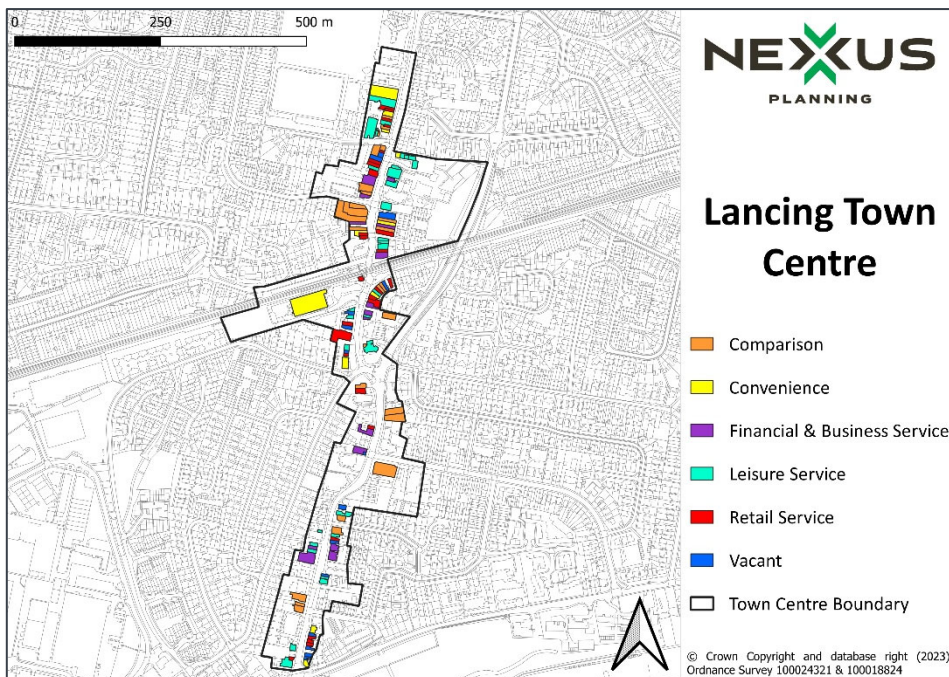 0 250 500 m
NEXUS
PLANNING
Lancing Town
Centre
Comparison
Convenience
Financial & Business Service
Leisure Service
Retail Service
Vacant
Town Centre Boundary
© Crown Copyright and database right (2023)
Ordnance Survey 100024321 & 100018824